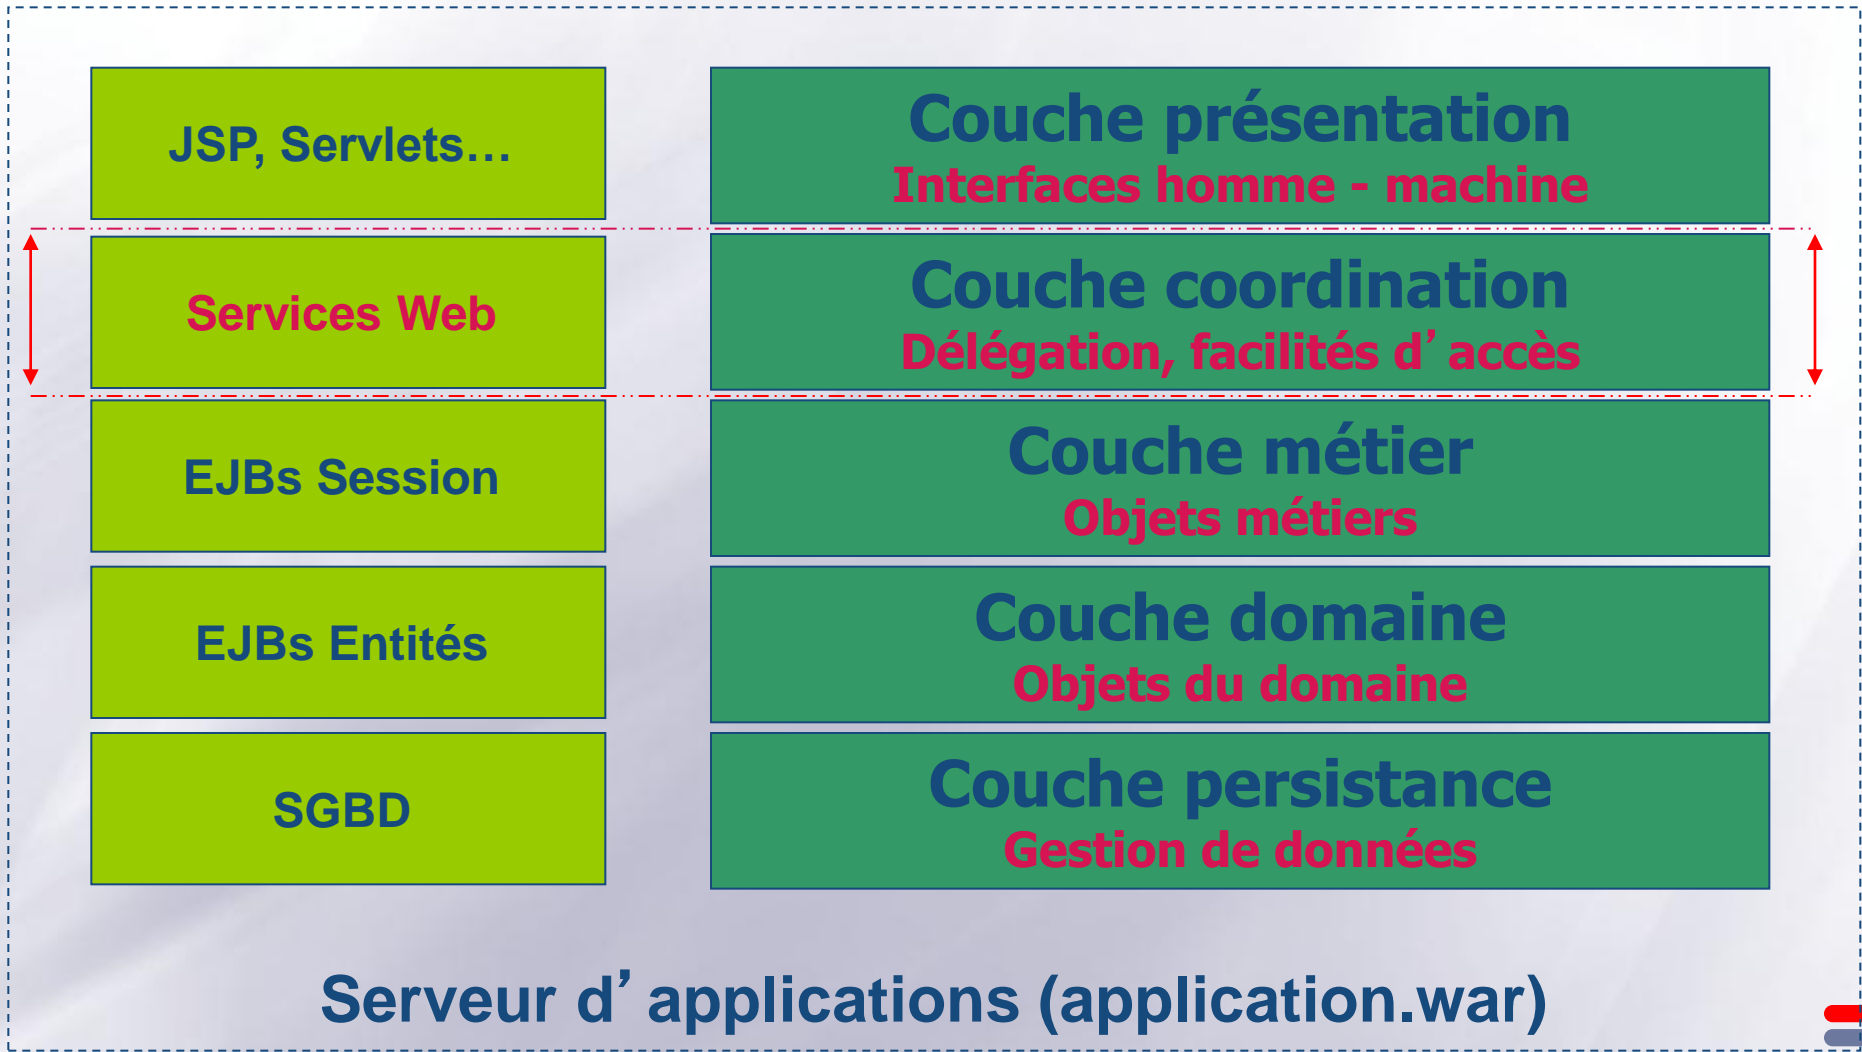 JSP, Servlets…
Couche présentation
Interfaces homme - machine
Services Web
Couche coordination
Délégation, facilités d’accès
EJBs Session
Couche métier
Objets métiers
EJBs Entités
Couche domaine
Objets du domaine
SGBD
Couche persistance
Gestion de données
Serveur d’applications (application.war)